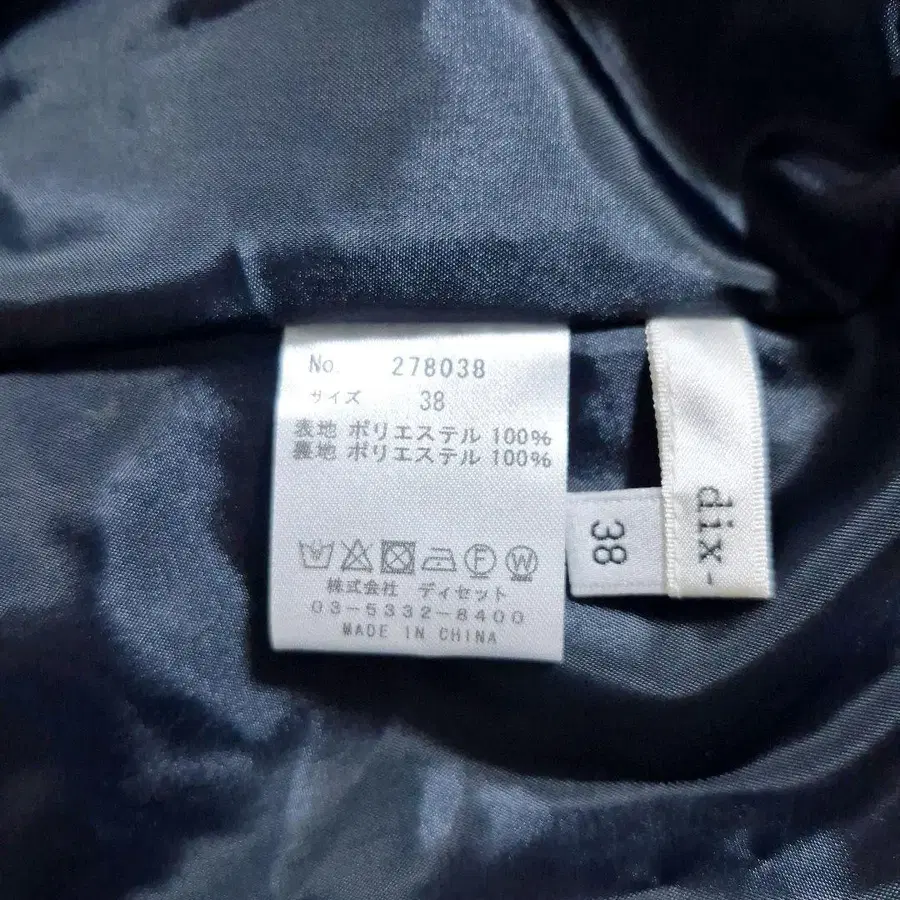 No. 278038
サイズ 38
表地 ポリエステル 100%
裏地 ポリエステル 100%
F W
株式会社 ディセット
03-5332-8400
MADE IN CHINA
38
dix-